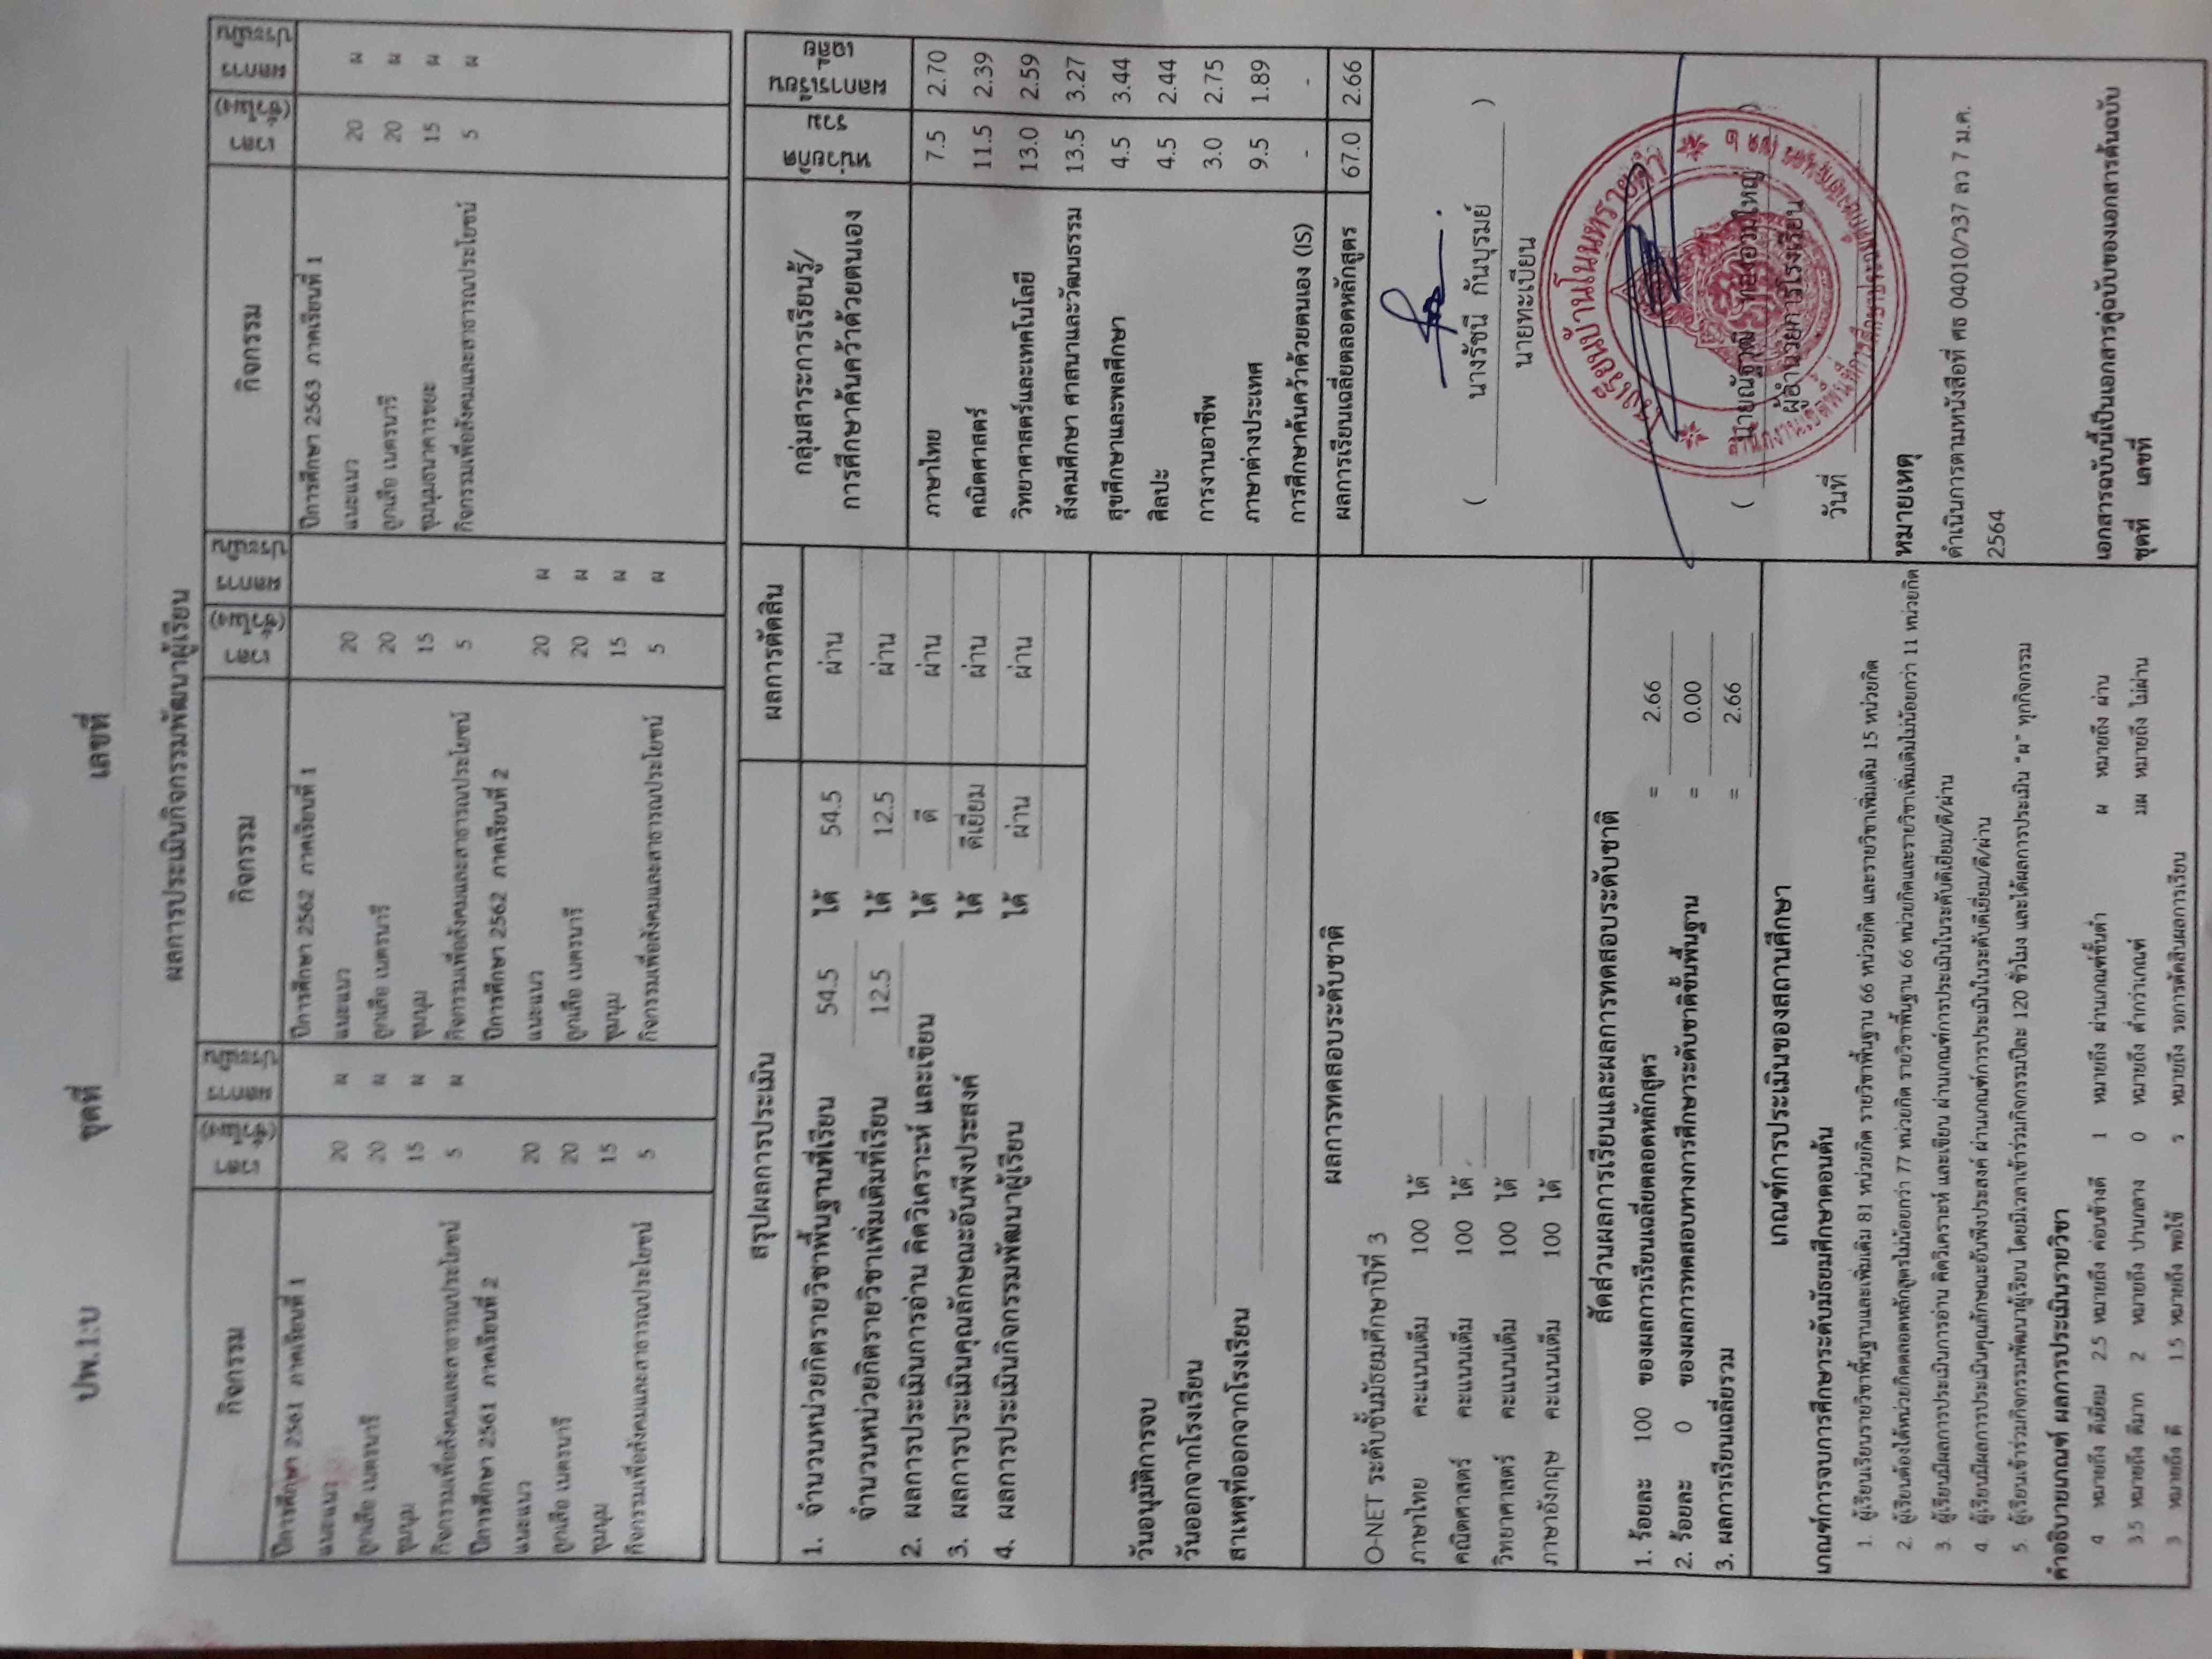 ปพ.1:บ ชุดที่ เลขที่
ผลการประเมินกิจกรรมพัฒนาผู้เรียน
กิจกรรม เวลา (ชั่วโมง) ผลการประเมิน กิจกรรม เวลา (ชั่วโมง) ผลการประเมิน กิจกรรม เวลา (ชั่วโมง) ผลการประเมิน
ปีการศึกษา 2561 ภาคเรียนที่ 1
แนะแนว 20 ผ
ลูกเสือ เนตรนารี 20 ผ
ชุมนุม 15 ผ
กิจกรรมเพื่อสังคมและสาธารณประโยชน์ 5 ผ
ปีการศึกษา 2561 ภาคเรียนที่ 2
แนะแนว 20
ลูกเสือ เนตรนารี 20
ชุมนุม 15
กิจกรรมเพื่อสังคมและสาธารณประโยชน์ 5
ปีการศึกษา 2562 ภาคเรียนที่ 1
แนะแนว 20
ลูกเสือ เนตรนารี 20
ชุมนุม 15
กิจกรรมเพื่อสังคมและสาธารณประโยชน์ 5
ปีการศึกษา 2562 ภาคเรียนที่ 2
แนะแนว 20 ผ
ลูกเสือ เนตรนารี 20 ผ
ชุมนุม 15 ผ
กิจกรรมเพื่อสังคมและสาธารณประโยชน์ 5 ผ
ปีการศึกษา 2563 ภาคเรียนที่ 1
แนะแนว 20 ผ
ลูกเสือ เนตรนารี 20 ผ
ชุมนุมธนาคารขยะ 15 ผ
กิจกรรมเพื่อสังคมและสาธารณประโยชน์ 5 ผ
สรุปผลการประเมิน ผลการตัดสิน
1. จำนวนหน่วยกิตรายวิชาพื้นฐานที่เรียน 54.5 ได้ 54.5 ผ่าน
จำนวนหน่วยกิตรายวิชาเพิ่มเติมที่เรียน 12.5 ได้ 12.5 ผ่าน
2. ผลการประเมินการอ่าน คิดวิเคราะห์ และเขียน ได้ ดี ผ่าน
3. ผลการประเมินคุณลักษณะอันพึงประสงค์ ได้ ดีเยี่ยม ผ่าน
4. ผลการประเมินกิจกรรมพัฒนาผู้เรียน ได้ ผ่าน ผ่าน
วันอนุมัติการจบ
วันออกจากโรงเรียน
สาเหตุที่ออกจากโรงเรียน
ผลการทดสอบระดับชาติ
O-NET ระดับชั้นมัธยมศึกษาปีที่ 3
ภาษาไทย คะแนนเต็ม 100 ได้
คณิตศาสตร์ คะแนนเต็ม 100 ได้
วิทยาศาสตร์ คะแนนเต็ม 100 ได้
ภาษาอังกฤษ คะแนนเต็ม 100 ได้
สัดส่วนผลการเรียนและผลการทดสอบระดับชาติ
1. ร้อยละ 100 ของผลการเรียนเฉลี่ยตลอดหลักสูตร = 2.66
2. ร้อยละ 0 ของผลการทดสอบทางการศึกษาระดับชาติขั้นพื้นฐาน = 0.00
3. ผลการเรียนเฉลี่ยรวม = 2.66
เกณฑ์การประเมินของสถานศึกษา
เกณฑ์การจบการศึกษาระดับมัธยมศึกษาตอนต้น
1. ผู้เรียนเรียนรายวิชาพื้นฐานและเพิ่มเติม 81 หน่วยกิต รายวิชาพื้นฐาน 66 หน่วยกิต และรายวิชาเพิ่มเติม 15 หน่วยกิต
2. ผู้เรียนต้องได้หน่วยกิตตลอดหลักสูตรไม่น้อยกว่า 77 หน่วยกิต รายวิชาพื้นฐาน 66 หน่วยกิตและรายวิชาเพิ่มเติมไม่น้อยกว่า 11 หน่วยกิต
3. ผู้เรียนมีผลการประเมินการอ่าน คิดวิเคราะห์ และเขียน ผ่านเกณฑ์การประเมินในระดับดีเยี่ยม/ดี/ผ่าน
4. ผู้เรียนมีผลการประเมินคุณลักษณะอันพึงประสงค์ ผ่านเกณฑ์การประเมินในระดับดีเยี่ยม/ดี/ผ่าน
5. ผู้เรียนเข้าร่วมกิจกรรมพัฒนาผู้เรียน โดยมีเวลาเข้าร่วมกิจกรรมปีละ 120 ชั่วโมง และได้ผลการประเมิน "ผ" ทุกกิจกรรม
คำอธิบายเกณฑ์ ผลการประเมินรายวิชา
4 หมายถึง ดีเยี่ยม 2.5 หมายถึง ค่อนข้างดี 1 หมายถึง ผ่านเกณฑ์ขั้นต่ำ ผ หมายถึง ผ่าน
3.5 หมายถึง ดีมาก 2 หมายถึง ปานกลาง 0 หมายถึง ต่ำกว่าเกณฑ์ มผ หมายถึง ไม่ผ่าน
3 หมายถึง ดี 1.5 หมายถึง พอใช้ ร หมายถึง รอการตัดสินผลการเรียน
กลุ่มสาระการเรียนรู้/ หน่วยกิตรวม ผลการเรียนเฉลี่ย
การศึกษาค้นคว้าด้วยตนเอง
ภาษาไทย 7.5 2.70
คณิตศาสตร์ 11.5 2.39
วิทยาศาสตร์และเทคโนโลยี 13.0 2.59
สังคมศึกษา ศาสนาและวัฒนธรรม 13.5 3.27
สุขศึกษาและพลศึกษา 4.5 3.44
ศิลปะ 4.5 2.44
การงานอาชีพ 3.0 2.75
ภาษาต่างประเทศ 9.5 1.89
การศึกษาค้นคว้าด้วยตนเอง (IS) - -
ผลการเรียนเฉลี่ยตลอดหลักสูตร 67.0 2.66
( นางรัชนี กันบุรมย์ )
นายทะเบียน
โรงเรียนบ้านโนนทรายคำ
( นายณัฐวุฒิ ทองอ่วมใหญ่ )
ผู้อำนวยการโรงเรียน
วันที่
หมายเหตุ
ดำเนินการตามหนังสือที่ ศธ 04010/ว37 ลว 7 ม.ค.
2564
เอกสารฉบับนี้เป็นเอกสารคู่ฉบับของเอกสารต้นฉบับ
ชุดที่ เลขที่